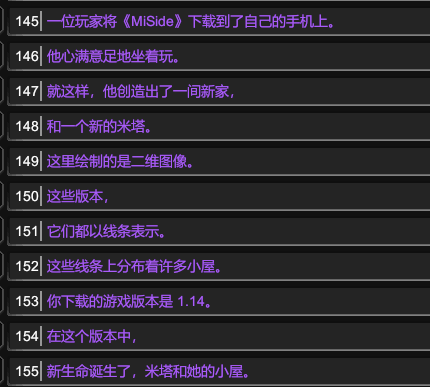 145 一位玩家将《MiSide》下载到了自己的手机上。
146 他心满意足地坐着玩。
147 就这样，他创造出了一间新家，
148 和一个新的米塔。
149 这里绘制的是二维图像。
150 这些版本，
151 它们都以线条表示。
152 这些线条上分布着许多小屋。
153 你下载的游戏版本是 1.14。
154 在这个版本中，
155 新生命诞生了，米塔和她的小屋。